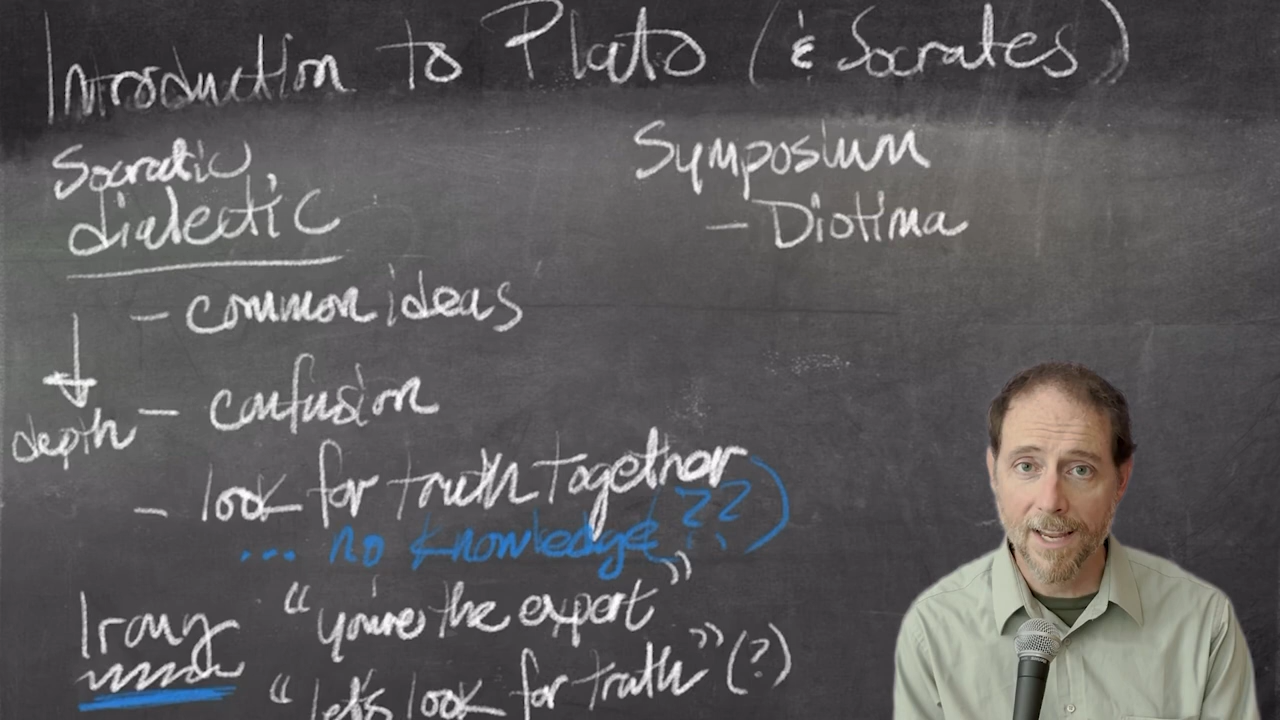 Introduction to Plato (& Socrates)
Socratic
dialectic
- common ideas
depth - confusion
- look for truth together
... no knowledge (??)
Irony "you're the expert"
"let's look for truth" (?)
Symposium
- Diotima